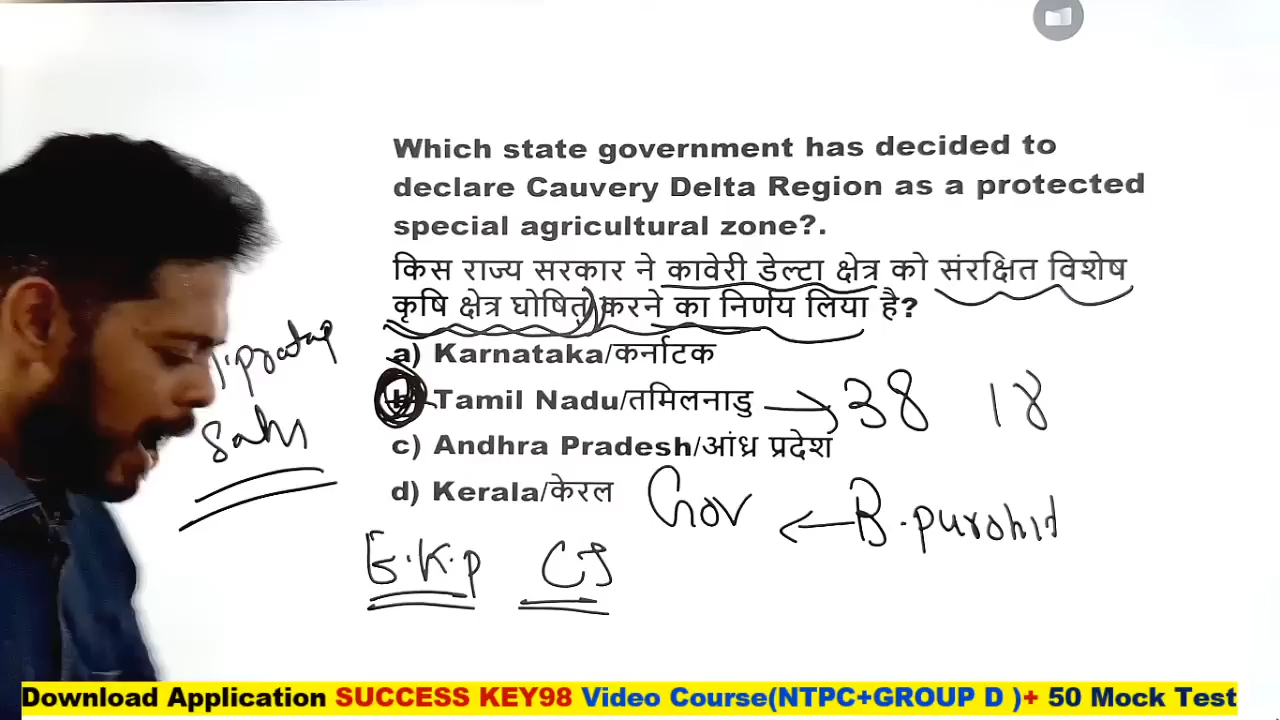 Which state government has decided to
declare Cauvery Delta Region as a protected
special agricultural zone?.
किस राज्य सरकार ने कावेरी डेल्टा क्षेत्र को संरक्षित विशेष
कृषि क्षेत्र घोषित करने का निर्णय लिया है?
a) Karnataka/कर्नाटक
b) Tamil Nadu/तमिलनाडु → 38 18
c) Andhra Pradesh/आंध्र प्रदेश
d) Kerala/केरल
Gov ← B.purohit
E.K.P
pratap
Sahi
Download Application SUCCESS KEY98 Video Course(NTPC+GROUP D )+ 50 Mock Test